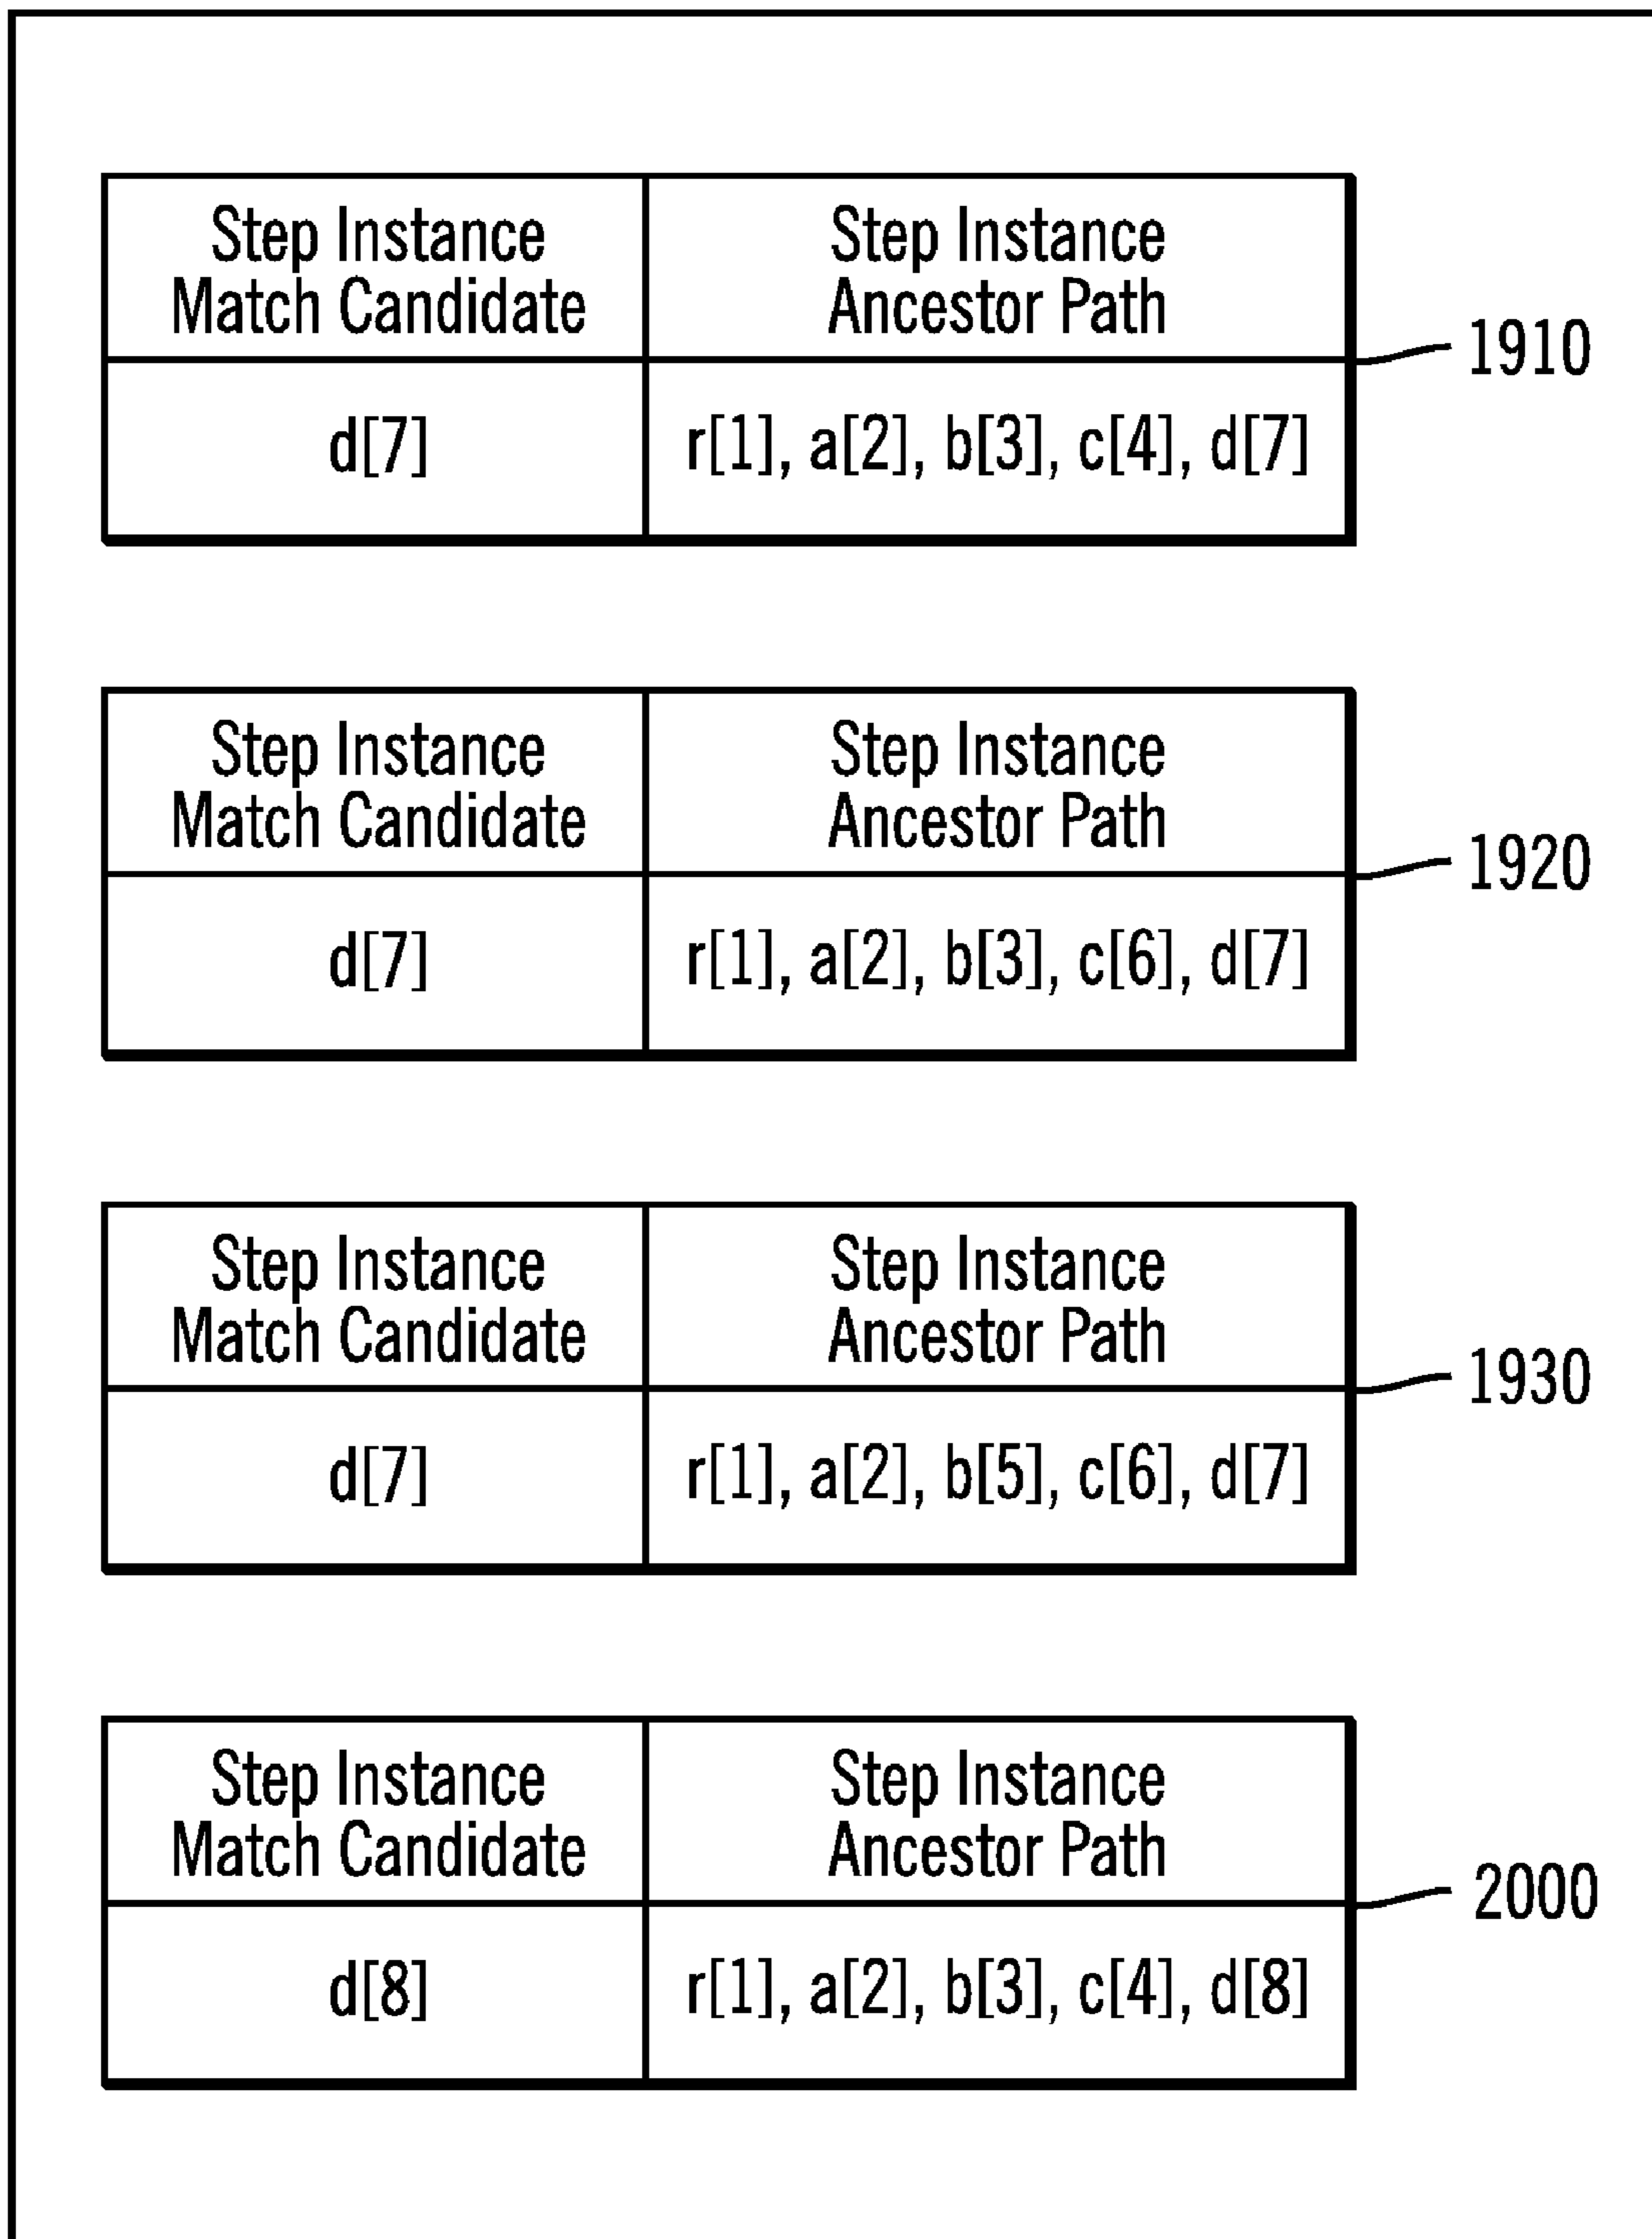 Step Instance Step Instance
Match Candidate Ancestor Path
1910
d[7] r[1], a[2], b[3], c[4], d[7]
Step Instance Step Instance
Match Candidate Ancestor Path
1920
d[7] r[1], a[2], b[3], c[6], d[7]
Step Instance Step Instance
Match Candidate Ancestor Path
1930
d[7] r[1], a[2], b[5], c[6], d[7]
Step Instance Step Instance
Match Candidate Ancestor Path
2000
d[8] r[1], a[2], b[3], c[4], d[8]